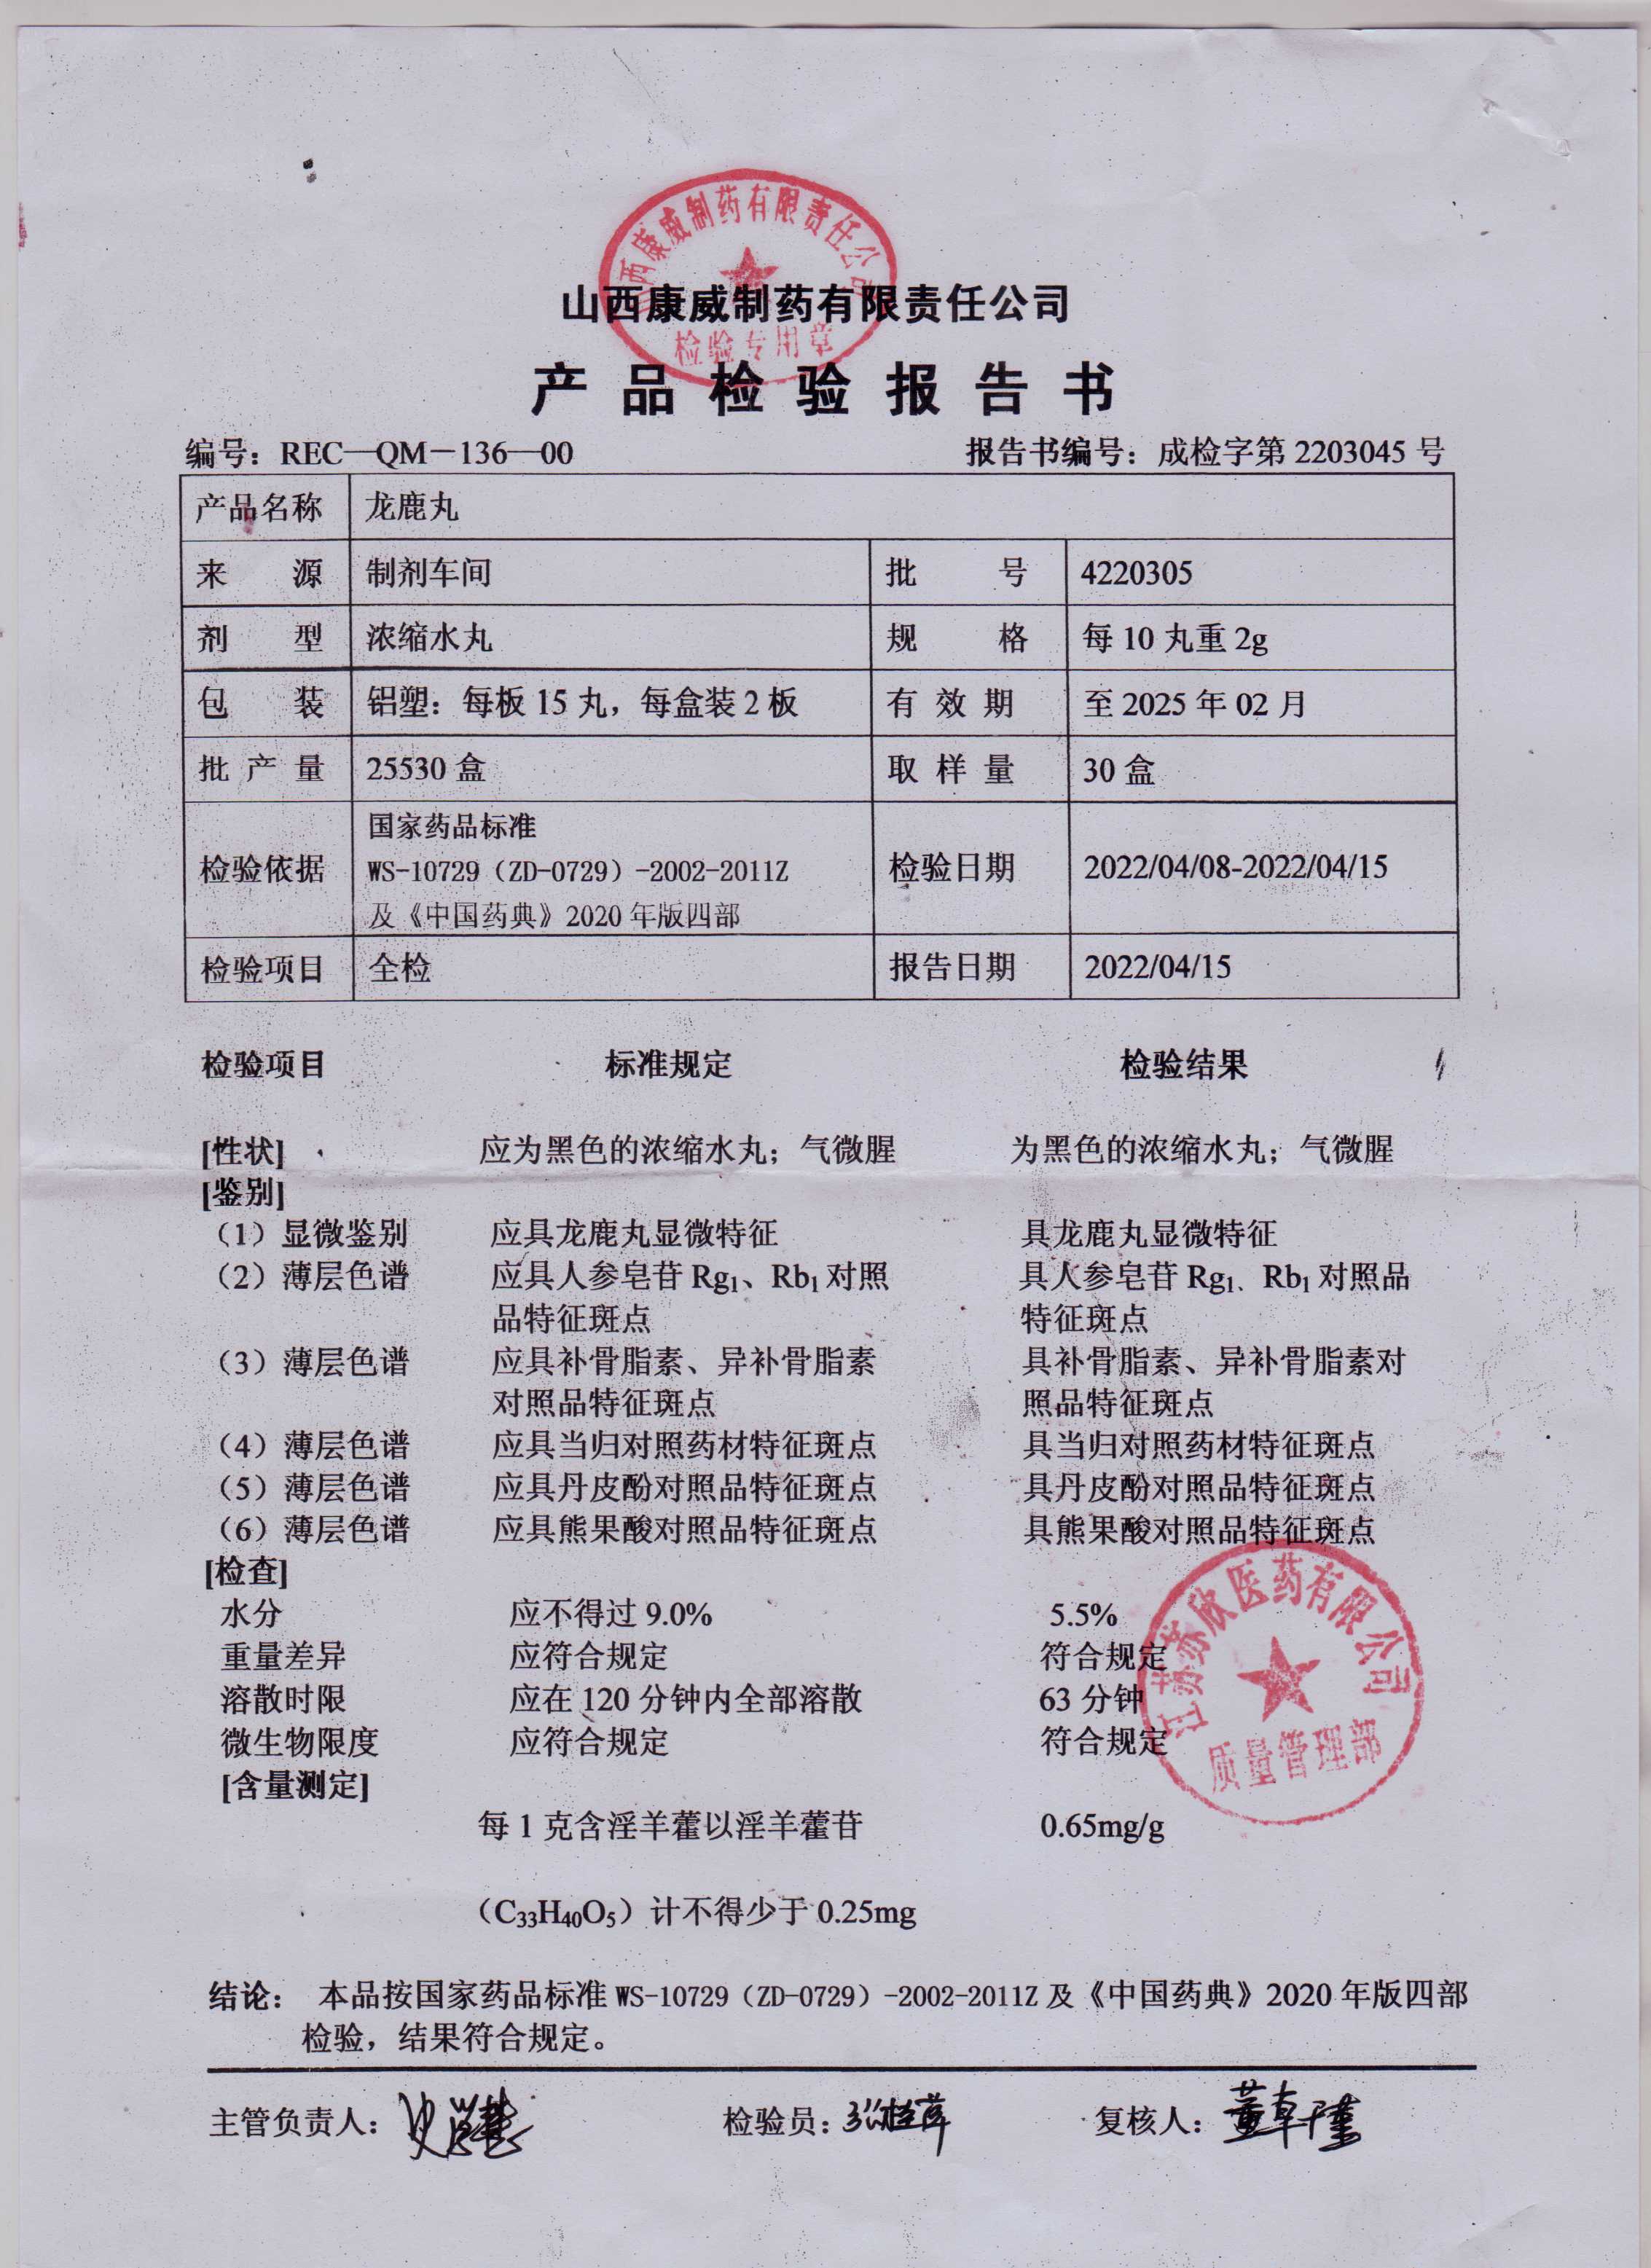 山西康威制药有限责任公司
检验专用章
山西康威制药有限责任公司
产品检验报告书
编号：REC—QM－136—00 报告书编号：成检字第 2203045 号
产品名称 龙鹿丸
来源 制剂车间 批号 4220305
剂型 浓缩水丸 规格 每 10 丸重 2g
包装 铝塑：每板 15 丸，每盒装 2 板 有效期 至 2025 年 02 月
批产量 25530 盒 取样量 30 盒
国家药品标准
检验依据 WS-10729（ZD-0729）-2002-2011Z 检验日期 2022/04/08-2022/04/15
及《中国药典》2020 年版四部
检验项目 全检 报告日期 2022/04/15
检验项目 标准规定 检验结果
[性状] 应为黑色的浓缩水丸；气微腥 为黑色的浓缩水丸；气微腥
[鉴别]
（1）显微鉴别 应具龙鹿丸显微特征 具龙鹿丸显微特征
（2）薄层色谱 应具人参皂苷 Rg₁、Rb₁ 对照 具人参皂苷 Rg₁、Rb₁ 对照品
品特征斑点 特征斑点
（3）薄层色谱 应具补骨脂素、异补骨脂素 具补骨脂素、异补骨脂素对
对照品特征斑点 照品特征斑点
（4）薄层色谱 应具当归对照药材特征斑点 具当归对照药材特征斑点
（5）薄层色谱 应具丹皮酚对照品特征斑点 具丹皮酚对照品特征斑点
（6）薄层色谱 应具熊果酸对照品特征斑点 具熊果酸对照品特征斑点
[检查]
水分 应不得过 9.0% 5.5%
重量差异 应符合规定 符合规定
溶散时限 应在 120 分钟内全部溶散 63 分钟
微生物限度 应符合规定 符合规定
江苏苏欣医药有限公司
质量管理部
[含量测定]
每 1 克含淫羊藿以淫羊藿苷 0.65mg/g
（C₃₃H₄₀O₅）计不得少于 0.25mg
结论： 本品按国家药品标准 WS-10729（ZD-0729）-2002-2011Z 及《中国药典》2020 年版四部
检验，结果符合规定。
主管负责人： 检验员： 复核人：